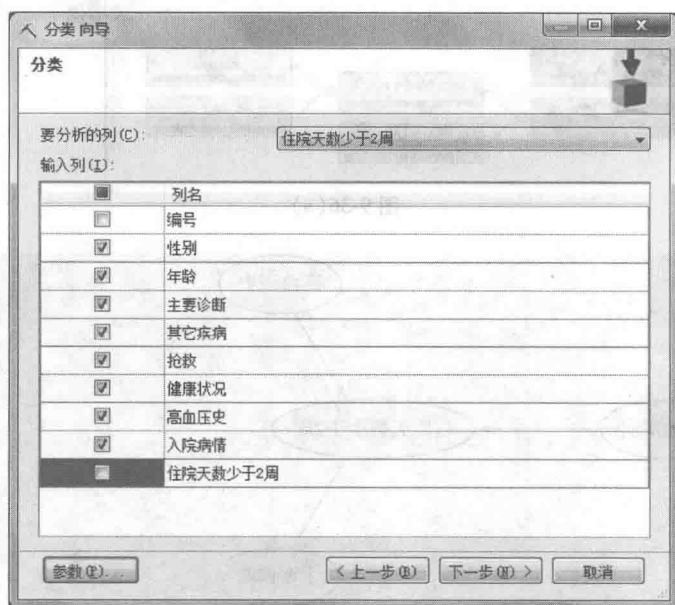 分类 向导
分类
要分析的列(C):
住院天数少于2周
输入列(I):
列名
编号
性别
年龄
主要诊断
其它疾病
抢救
健康状况
高血压史
入院病情
住院天数少于2周
参数(P)...
< 上一步(B)
下一步(N) >
取消